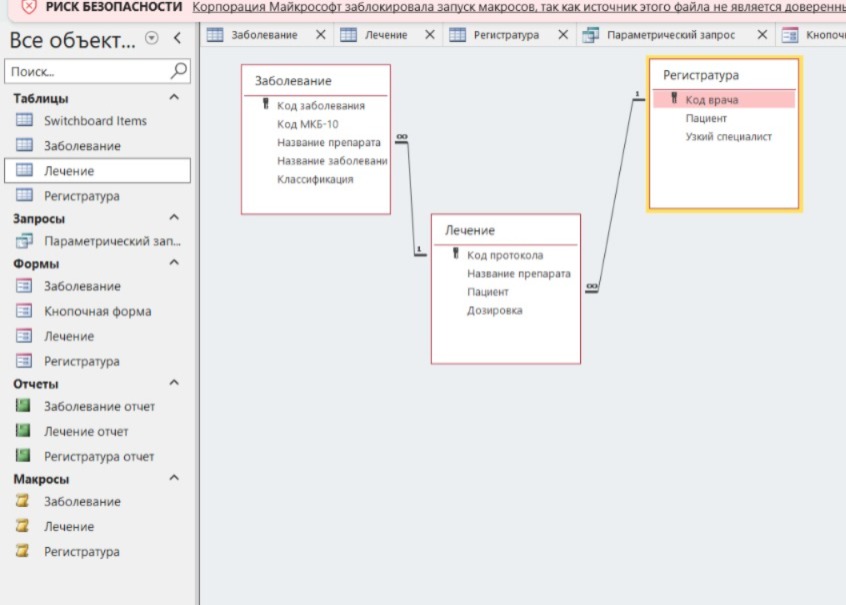 РИСК БЕЗОПАСНОСТИ Корпорация Майкрософт заблокировала запуск макросов, так как источник этого файла не является доверенны
Все объект...
Поиск...
Таблицы
Switchboard Items
Заболевание
Лечение
Регистратура
Запросы
Параметрический зап...
Формы
Заболевание
Кнопочная форма
Лечение
Регистратура
Отчеты
Заболевание отчет
Лечение отчет
Регистратура отчет
Макросы
Заболевание
Лечение
Регистратура
Заболевание Лечение Регистратура Параметрический запрос Кнопоч
Заболевание
Код заболевания
Код МКБ-10
Название препарата
Название заболевани
Классификация
∞
1
Лечение
Код протокола
Название препарата
Пациент
Дозировка
∞
1
Регистратура
Код врача
Пациент
Узкий специалист